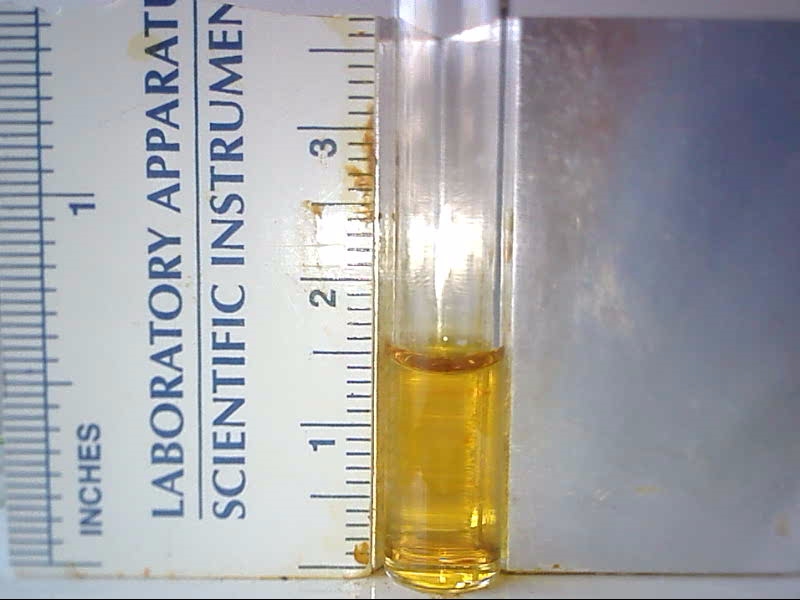 INCHES 1
LABORATORY APPARATU
SCIENTIFIC INSTRUMEN
1 2 3